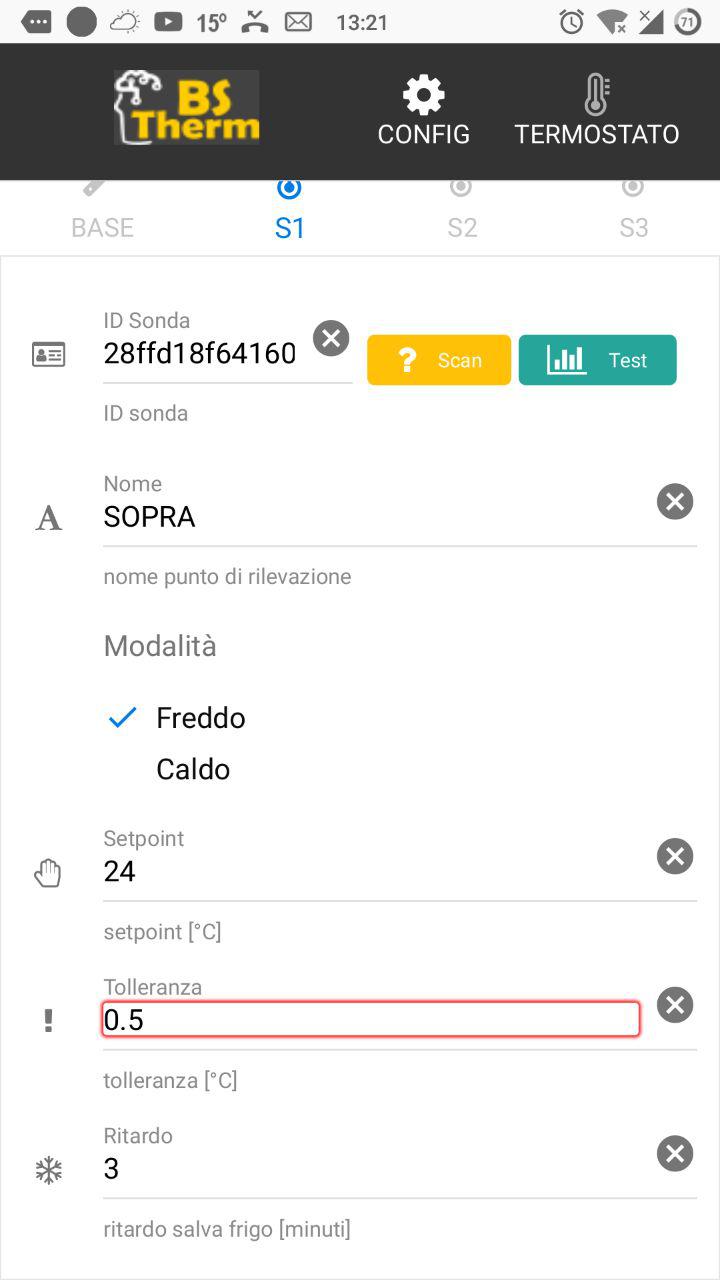 15º
13:21
71
BS
Therm
CONFIG
TERMOSTATO
BASE
S1
S2
S3
ID Sonda
28ffd18f64160
? Scan
Test
ID sonda
Nome
A
SOPRA
nome punto di rilevazione
Modalità
Freddo
Caldo
Setpoint
24
setpoint [°C]
Tolleranza
! 0.5
tolleranza [°C]
Ritardo
3
ritardo salva frigo [minuti]